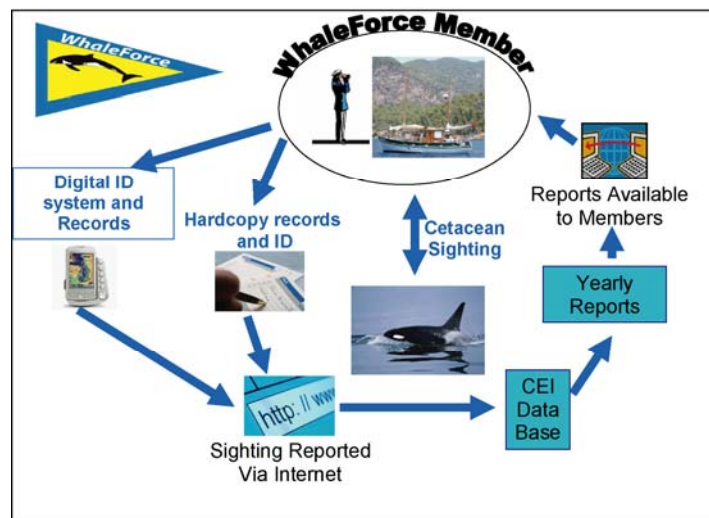 WhaleForce
WhaleForce Member
Digital ID
system and
Records
Hardcopy records
and ID
Cetacean
Sighting
Reports Available
to Members
Yearly
Reports
CEI
Data
Base
http: // www
Sighting Reported
Via Internet